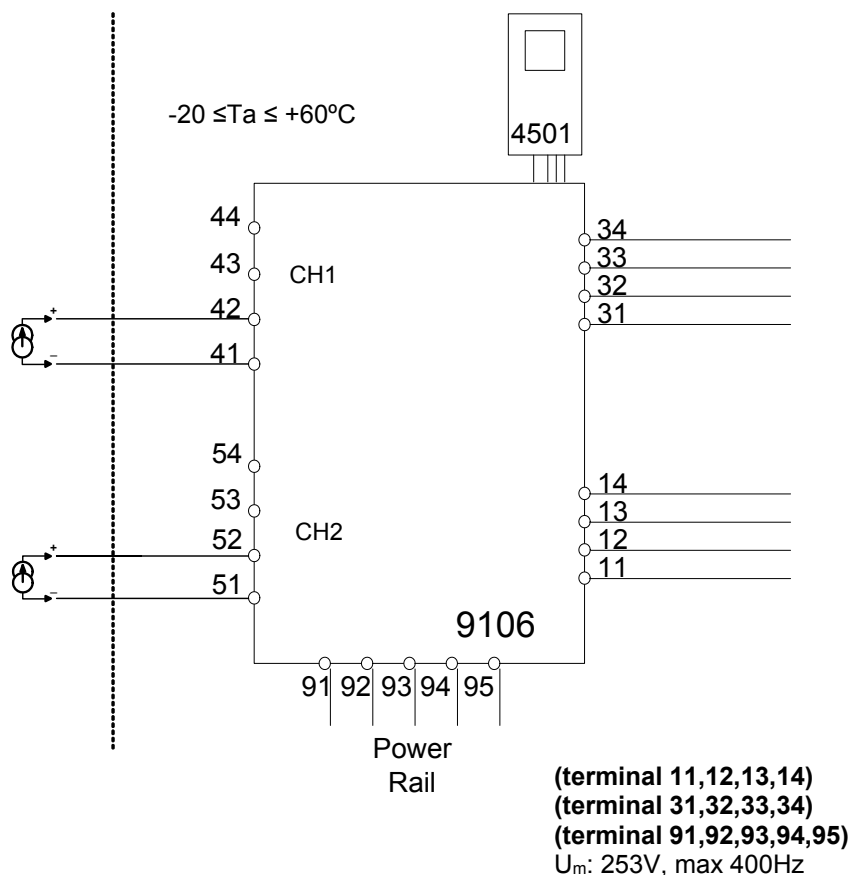 -20 ≤Ta ≤ +60ºC
4501
44
43
CH1
42
+
41
–
34
33
32
31
54
53
CH2
52
+
51
–
14
13
12
11
9106
91 92 93 94 95
Power
Rail
(terminal 11,12,13,14)
(terminal 31,32,33,34)
(terminal 91,92,93,94,95)
Uₘ: 253V, max 400Hz